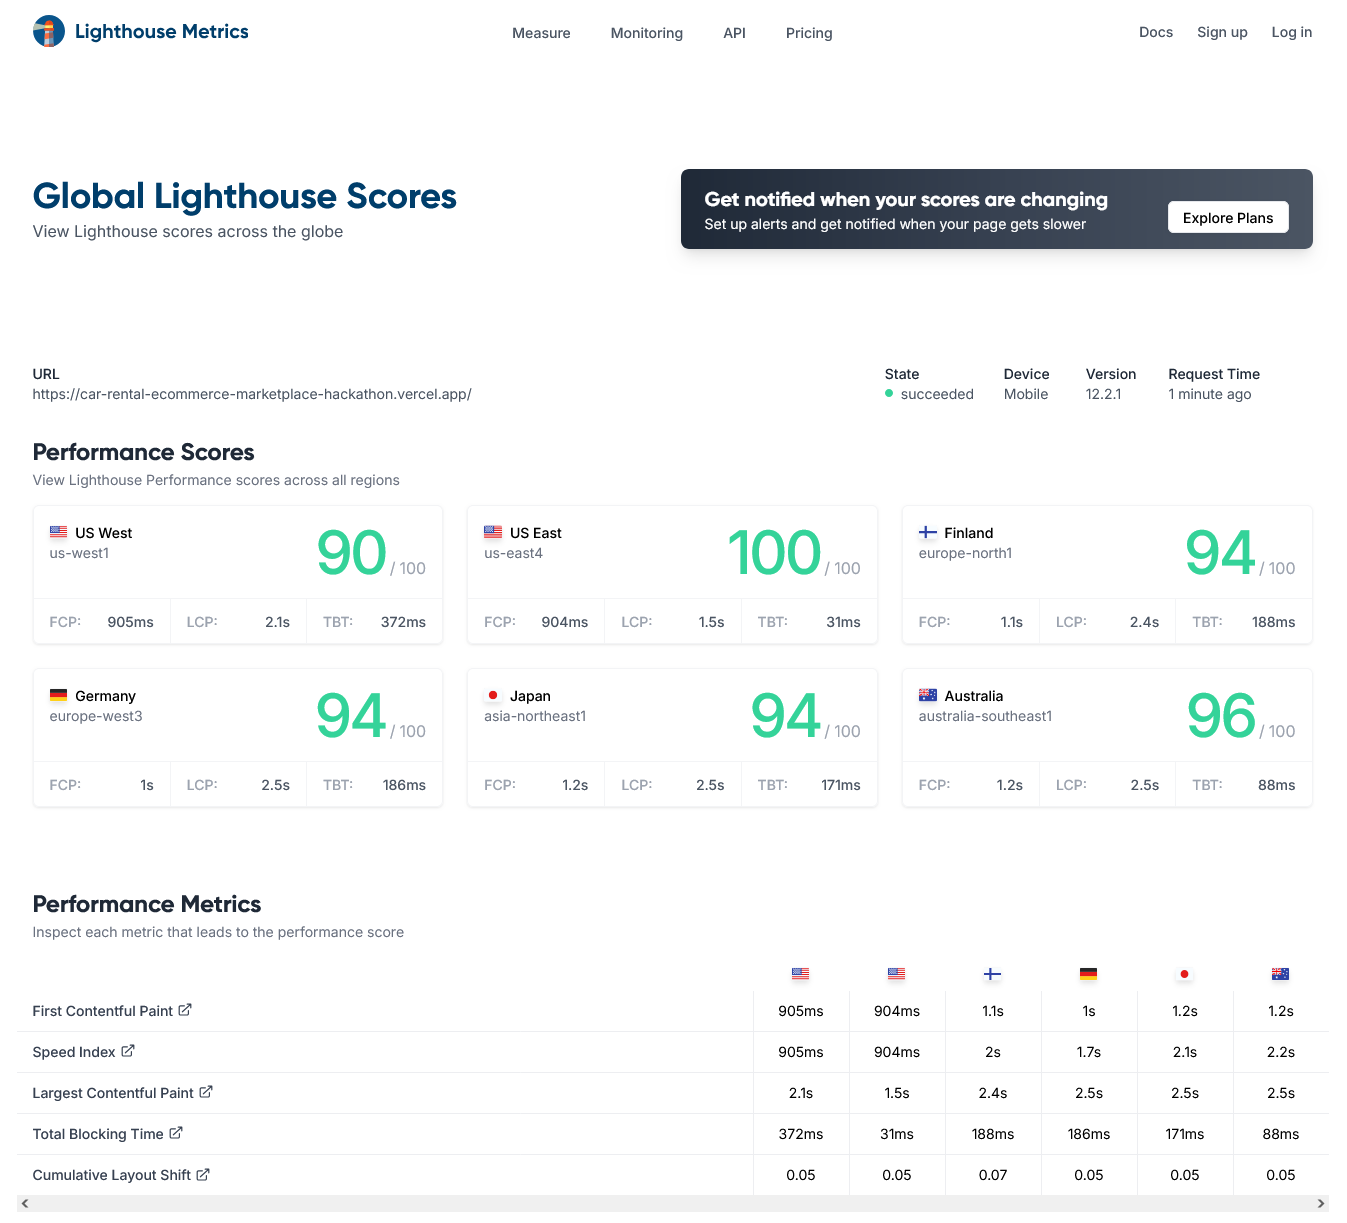 Lighthouse Metrics
Measure Monitoring API Pricing
Docs Sign up Log in
Global Lighthouse Scores
View Lighthouse scores across the globe
Get notified when your scores are changing
Set up alerts and get notified when your page gets slower
Explore Plans
URL
https://car-rental-ecommerce-marketplace-hackathon.vercel.app/
State Device Version Request Time
succeeded Mobile 12.2.1 1 minute ago
Performance Scores
View Lighthouse Performance scores across all regions
US West
us-west1
90 / 100
FCP: 905ms LCP: 2.1s TBT: 372ms
US East
us-east4
100 / 100
FCP: 904ms LCP: 1.5s TBT: 31ms
Finland
europe-north1
94 / 100
FCP: 1.1s LCP: 2.4s TBT: 188ms
Germany
europe-west3
94 / 100
FCP: 1s LCP: 2.5s TBT: 186ms
Japan
asia-northeast1
94 / 100
FCP: 1.2s LCP: 2.5s TBT: 171ms
Australia
australia-southeast1
96 / 100
FCP: 1.2s LCP: 2.5s TBT: 88ms
Performance Metrics
Inspect each metric that leads to the performance score
First Contentful Paint 905ms 904ms 1.1s 1s 1.2s 1.2s
Speed Index 905ms 904ms 2s 1.7s 2.1s 2.2s
Largest Contentful Paint 2.1s 1.5s 2.4s 2.5s 2.5s 2.5s
Total Blocking Time 372ms 31ms 188ms 186ms 171ms 88ms
Cumulative Layout Shift 0.05 0.05 0.07 0.05 0.05 0.05